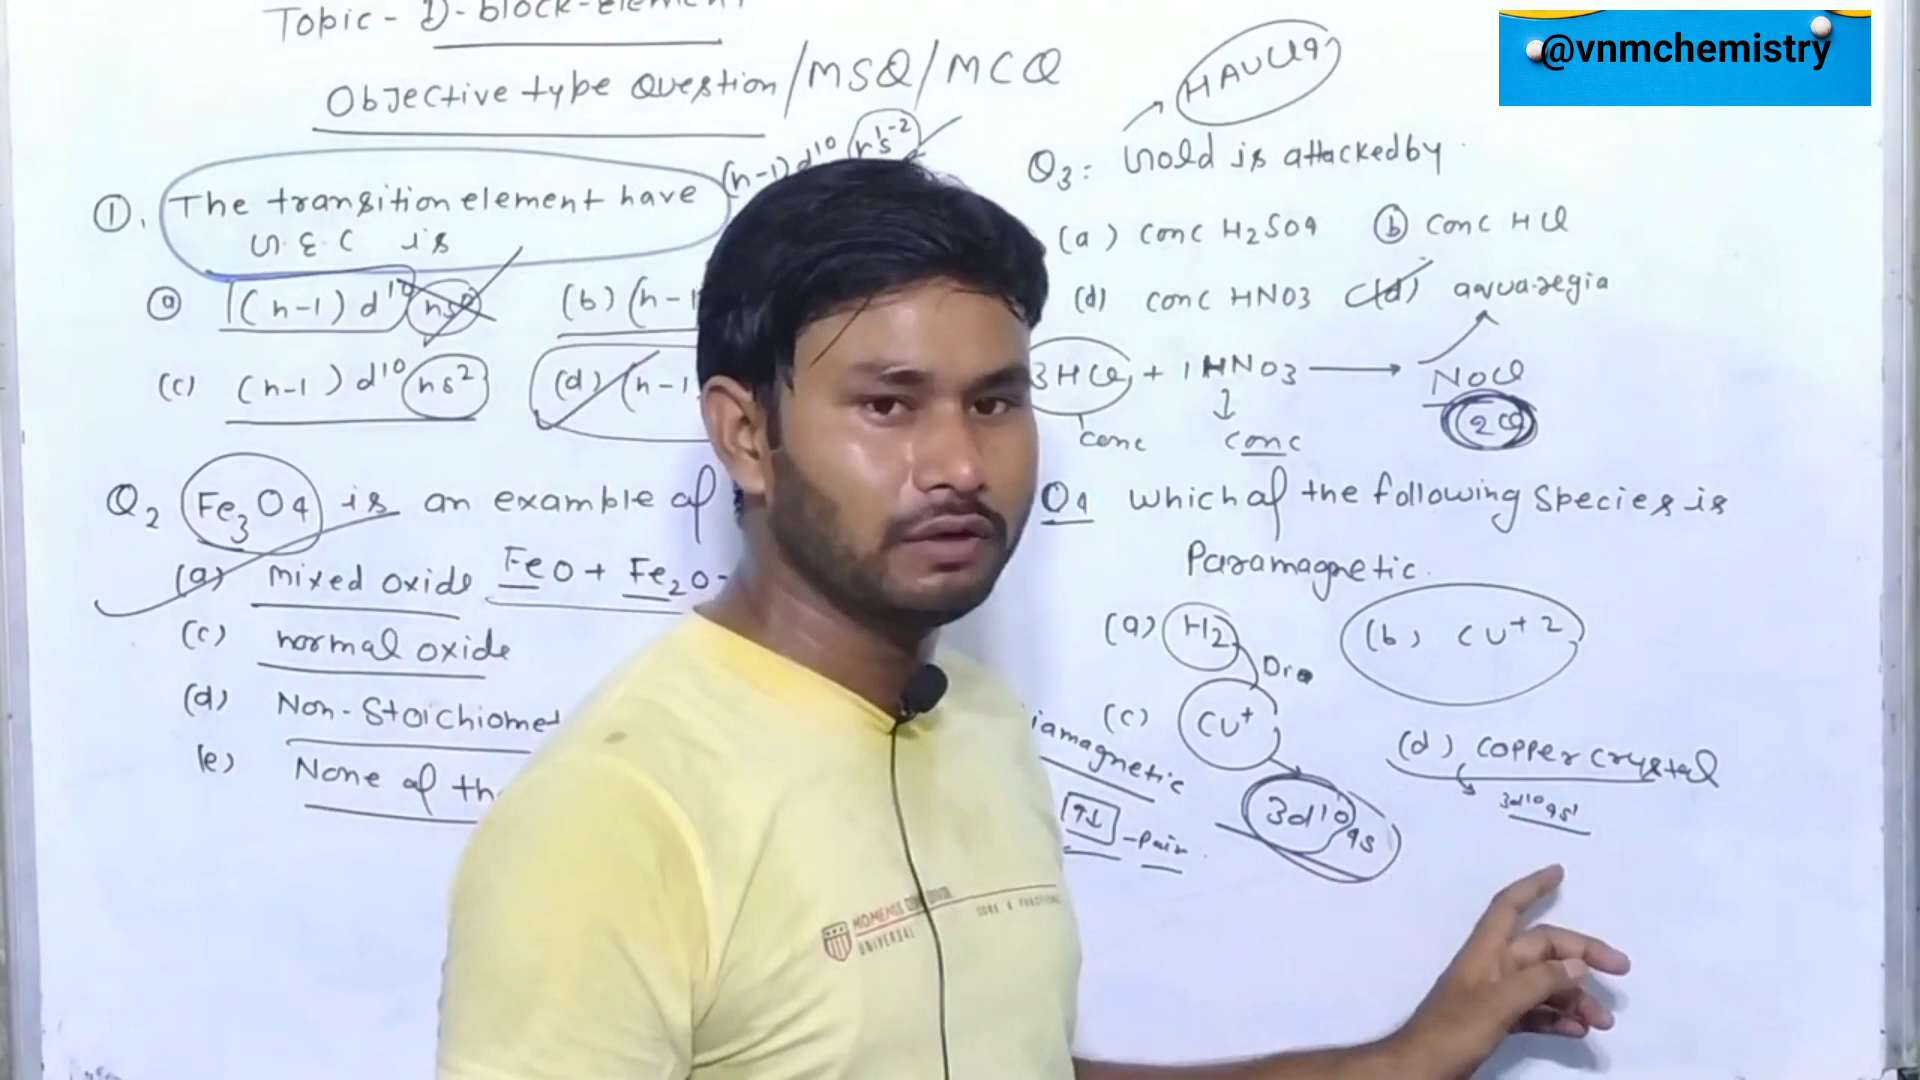 Topic - D-block-element
Objective type Question/MSQ/MCQ
(n-1)d10 ns1-2
①. The transition element have
G.E.C is
(a) (n-1)d10
(b) (n-1
(c) (n-1)d10 ns2
(d) (n-1
Q2 Fe3O4 is an example of
(a) mixed oxide FeO + Fe2O
(c) normal oxide
(d) Non-Stoichiomet
(e) None of th
@vnmchemistry
HAuCl4
Q3: Gold is attacked by
(a) conc H2SO4 (b) conc HCl
(d) conc HNO3 (d) aqua-regia
3HCl + 1HNO3 → NOCl
conc conc 2Cl
Q4 which of the following species is
Paramagnetic.
(a) H2 (b) Cu+2
Dia
(c) Cu+ (d) copper crystal
iamagnetic
3d10 4s 3d10 4s1
↑↓ - pair
MOMENTS
UNIVERSAL